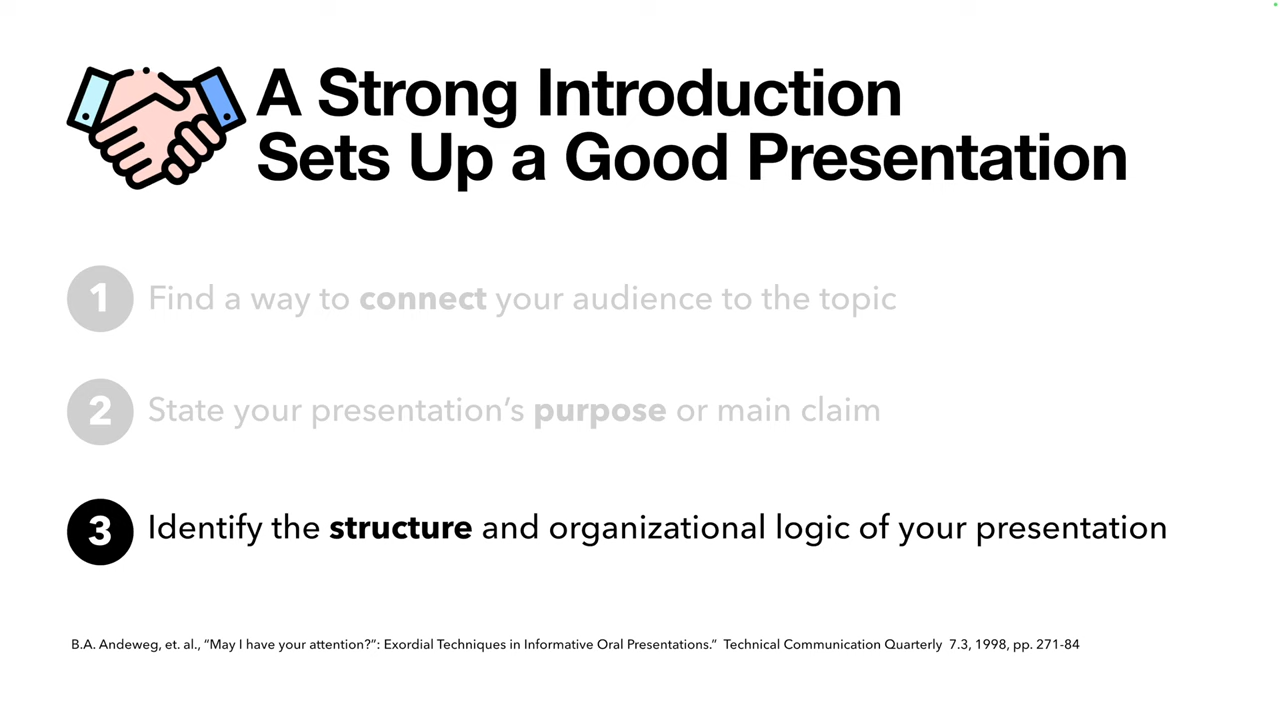 A Strong Introduction
Sets Up a Good Presentation
1 Find a way to connect your audience to the topic
2 State your presentation’s purpose or main claim
3 Identify the structure and organizational logic of your presentation
B.A. Andeweg, et. al., “May I have your attention?”: Exordial Techniques in Informative Oral Presentations.” Technical Communication Quarterly 7.3, 1998, pp. 271-84